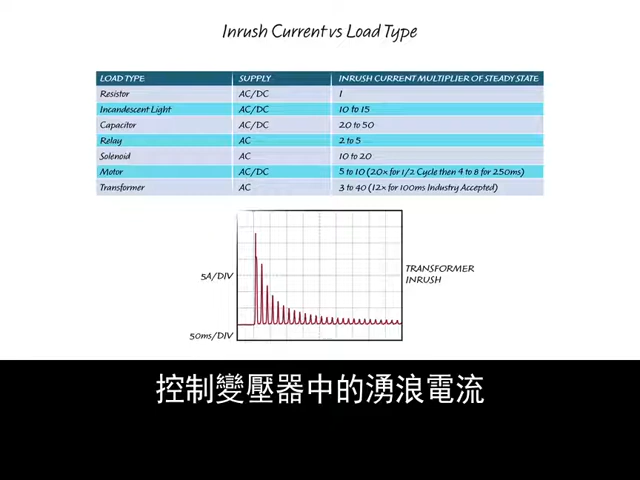 Inrush Current vs Load Type
LOAD TYPE SUPPLY INRUSH CURRENT MULTIPLIER OF STEADY STATE
Resistor AC/DC 1
Incandescent Light AC/DC 10 to 15
Capacitor AC/DC 20 to 50
Relay AC 2 to 5
Solenoid AC 10 to 20
Motor AC/DC 5 to 10 (20x for 1/2 Cycle then 4 to 8 for 250ms)
Transformer AC 3 to 40 (12x for 100ms Industry Accepted)
5A/DIV
TRANSFORMER
INRUSH
50ms/DIV
控制變壓器中的湧浪電流